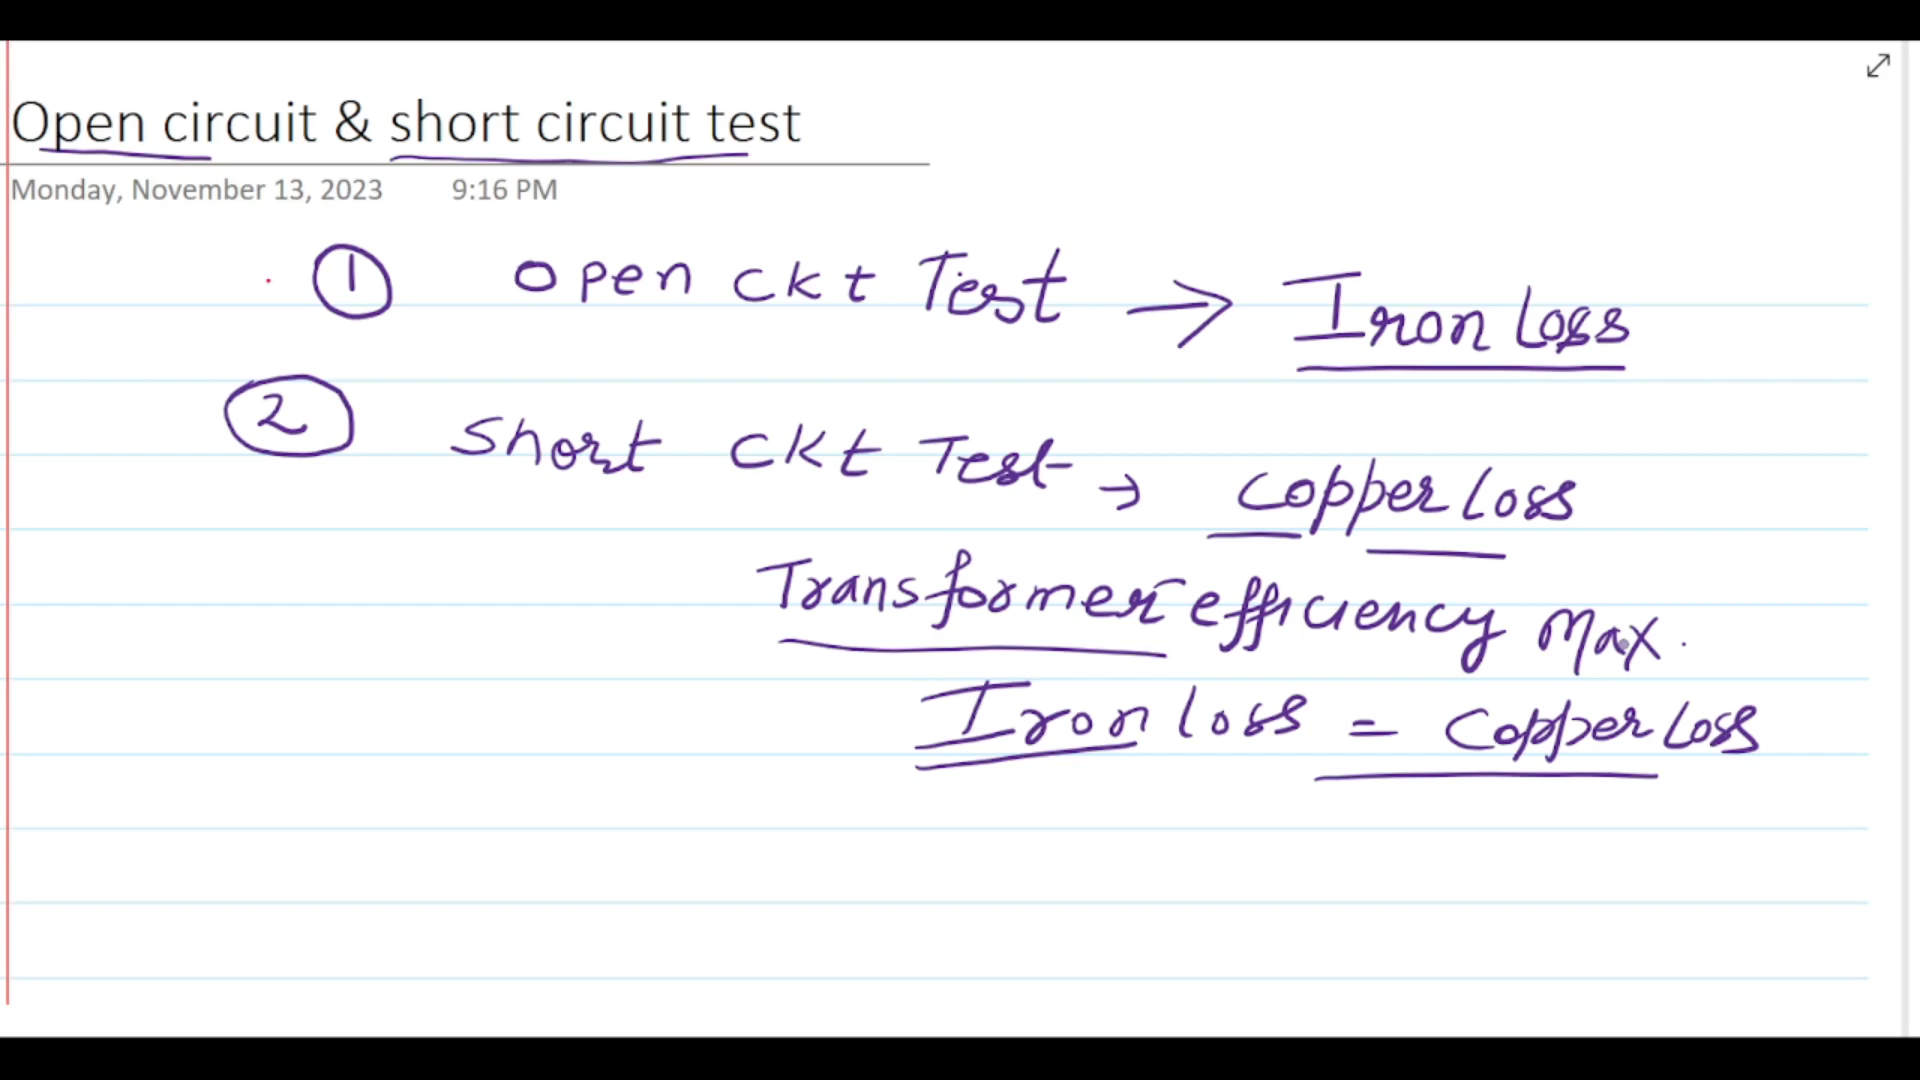 Open circuit & short circuit test
Monday, November 13, 2023 9:16 PM
① Open Ckt Test → Iron Loss
② Short Ckt Test → Copper Loss
Transformer efficiency Max.
Iron loss = Copper Loss